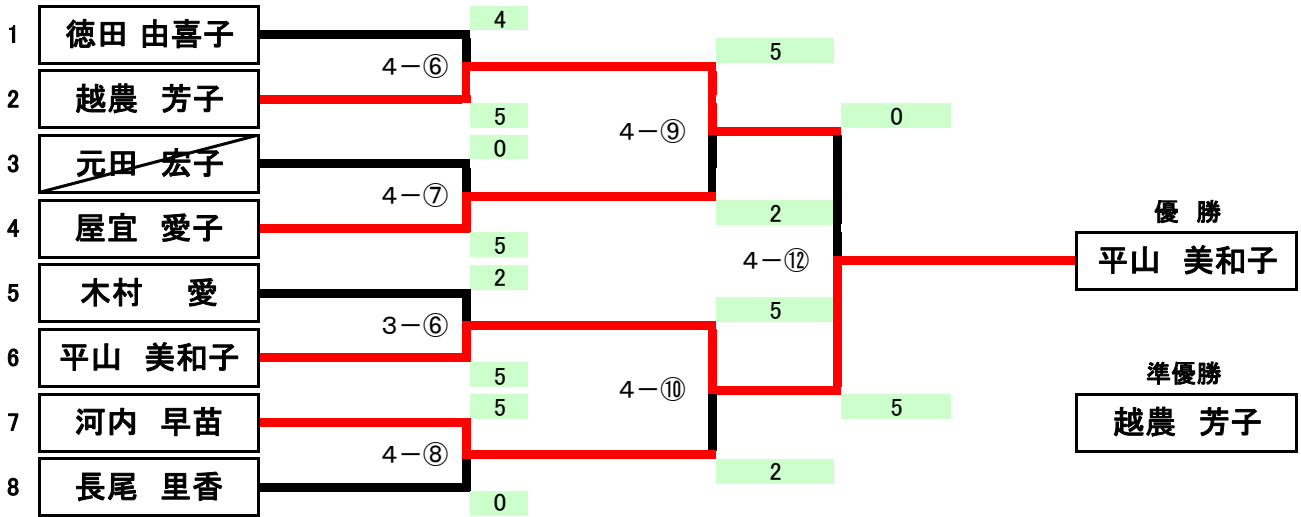 1 徳田 由喜子 4
4－⑥ 5
2 越農 芳子 5
4－⑨ 0
3 元田 宏子 0
4－⑦ 2
4 屋宜 愛子 5
優 勝
4－⑫ 平山 美和子
5 木村 愛 2
3－⑥ 5
6 平山 美和子 5
4－⑩ 5
準優勝
7 河内 早苗 5
越農 芳子
4－⑧ 2
8 長尾 里香 0